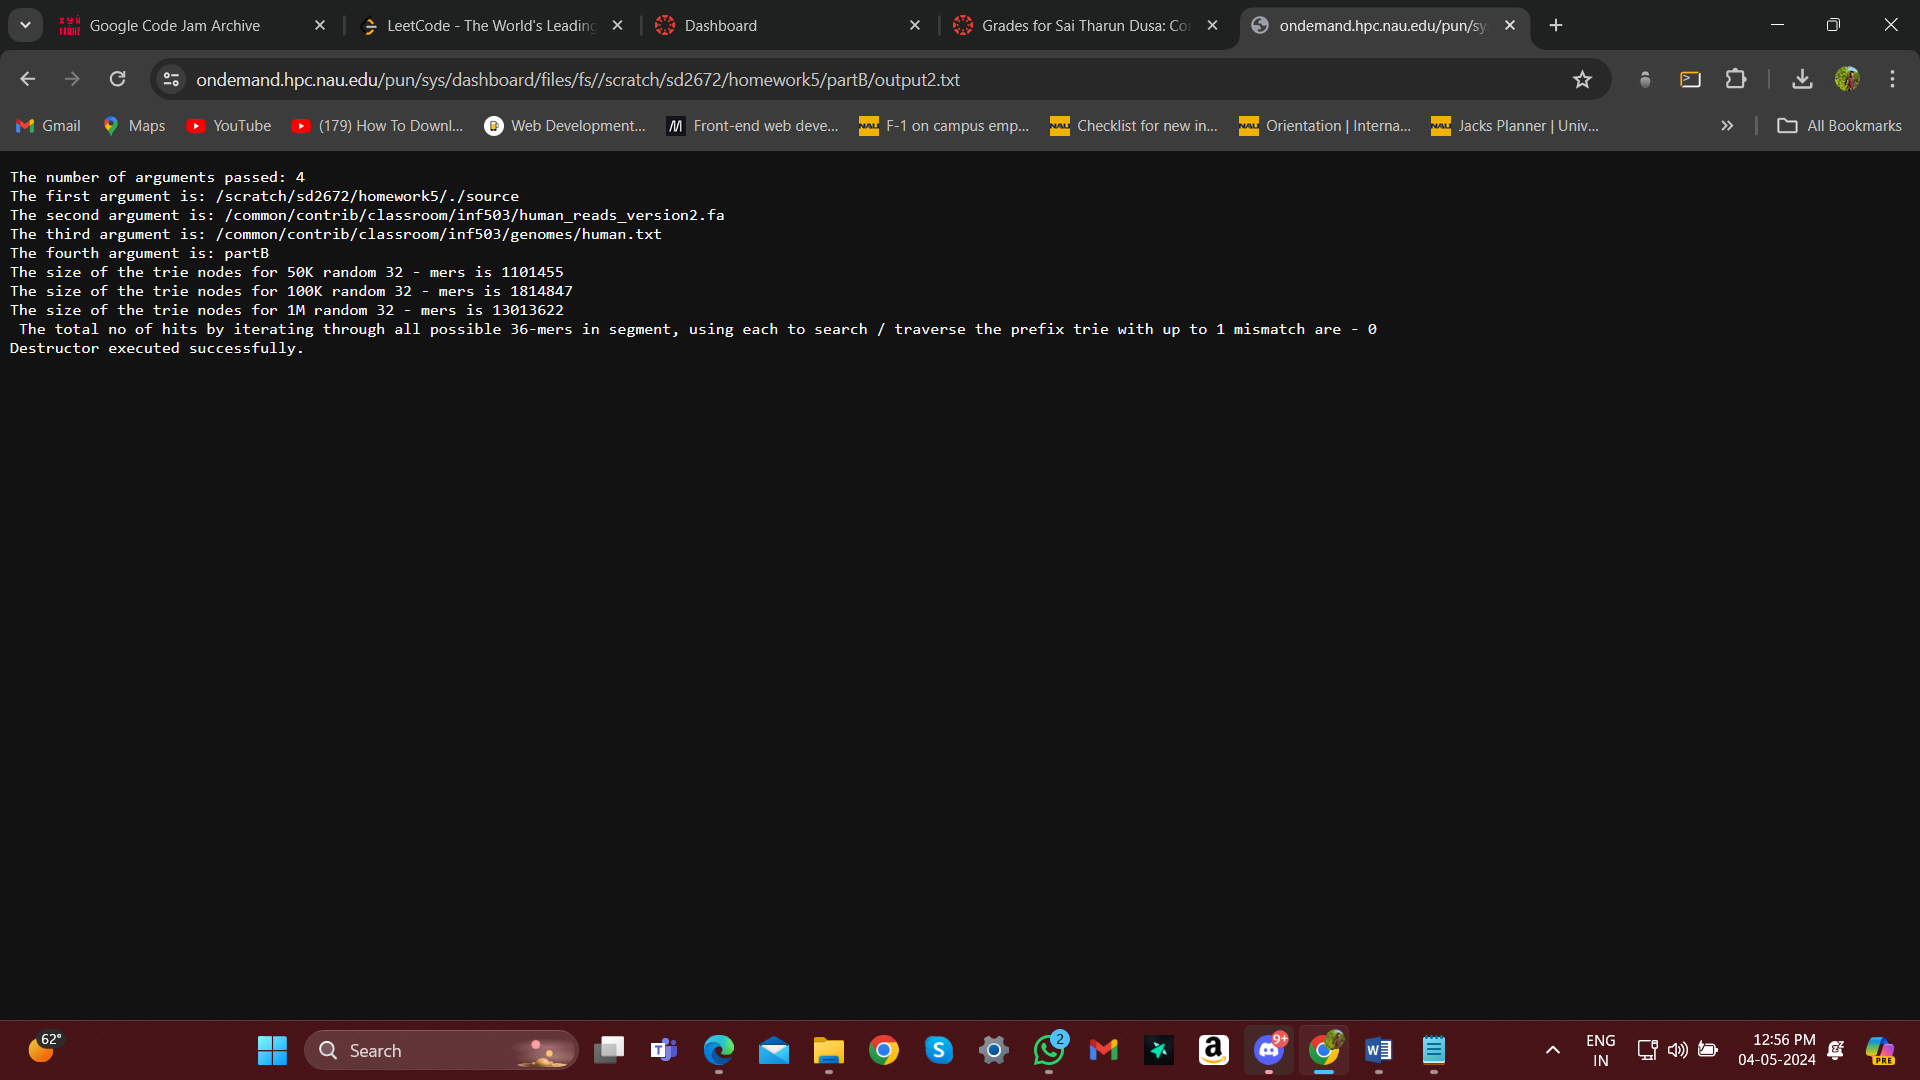 Google Code Jam Archive
LeetCode - The World's Leading
Dashboard
Grades for Sai Tharun Dusa: Co
ondemand.hpc.nau.edu/pun/sy
ondemand.hpc.nau.edu/pun/sys/dashboard/files/fs//scratch/sd2672/homework5/partB/output2.txt
Gmail
Maps
YouTube
(179) How To Downl...
Web Development...
Front-end web deve...
F-1 on campus emp...
Checklist for new in...
Orientation | Interna...
Jacks Planner | Univ...
All Bookmarks
The number of arguments passed: 4
The first argument is: /scratch/sd2672/homework5/./source
The second argument is: /common/contrib/classroom/inf503/human_reads_version2.fa
The third argument is: /common/contrib/classroom/inf503/genomes/human.txt
The fourth argument is: partB
The size of the trie nodes for 50K random 32 - mers is 1101455
The size of the trie nodes for 100K random 32 - mers is 1814847
The size of the trie nodes for 1M random 32 - mers is 13013622
The total no of hits by iterating through all possible 36-mers in segment, using each to search / traverse the prefix trie with up to 1 mismatch are - 0
Destructor executed successfully.
62°
Search
2
9+
ENG
IN
12:56 PM
04-05-2024
PRE